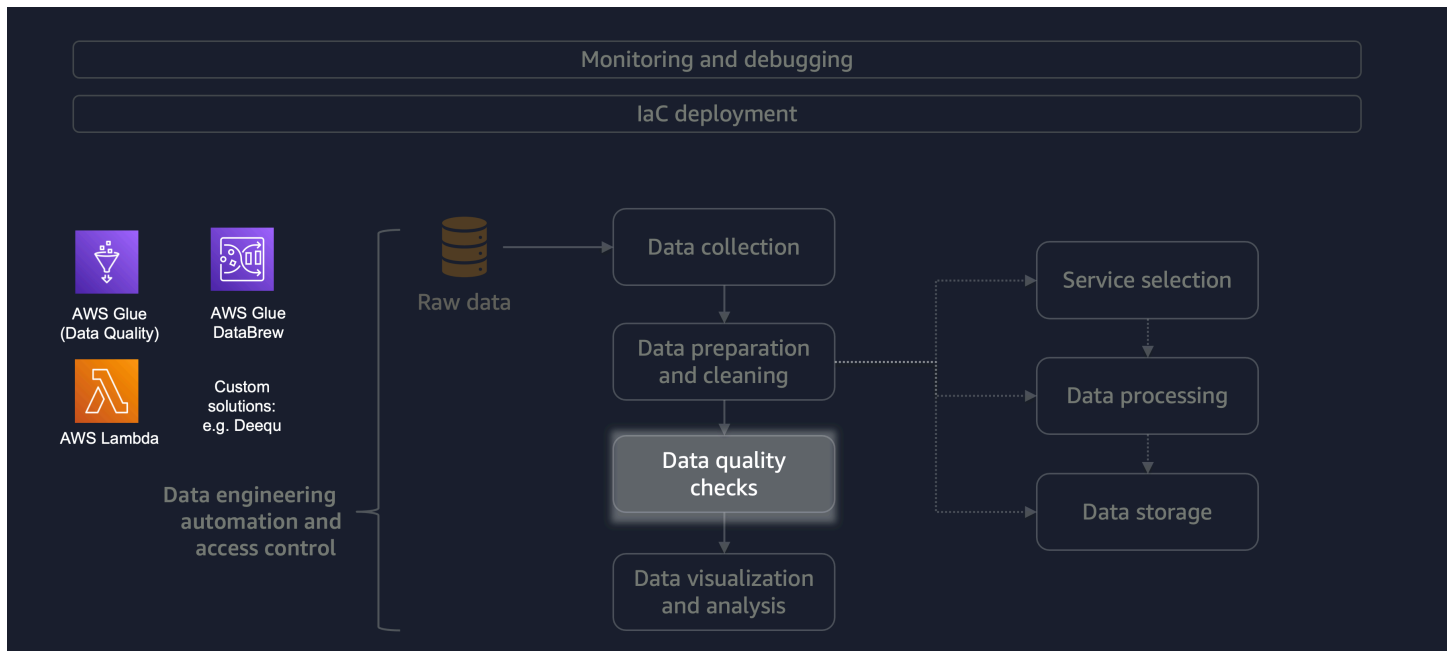 Monitoring and debugging
IaC deployment
AWS Glue
(Data Quality)
AWS Glue
DataBrew
AWS Lambda
Custom
solutions:
e.g. Deequ
Data engineering
automation and
access control
Raw data
Data collection
Data preparation
and cleaning
Data quality
checks
Data visualization
and analysis
Service selection
Data processing
Data storage